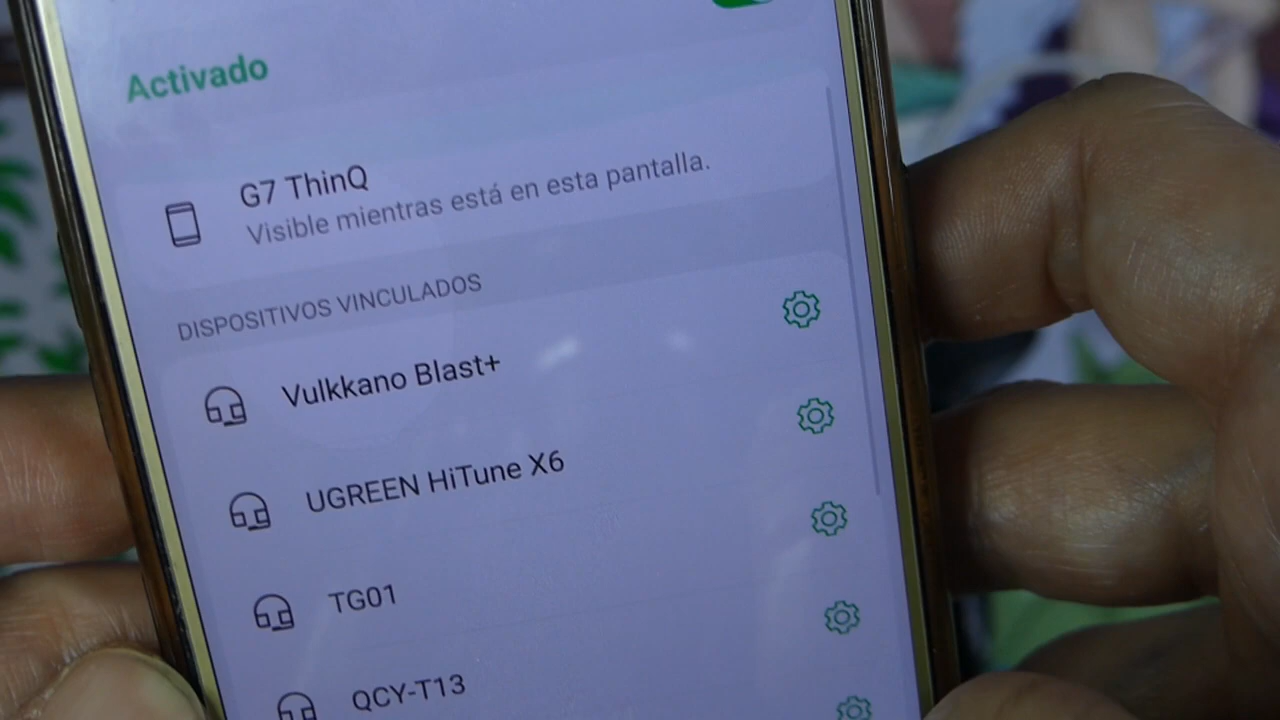 Activado
G7 ThinQ
Visible mientras está en esta pantalla.
DISPOSITIVOS VINCULADOS
Vulkkano Blast+
UGREEN HiTune X6
TG01
QCY-T13